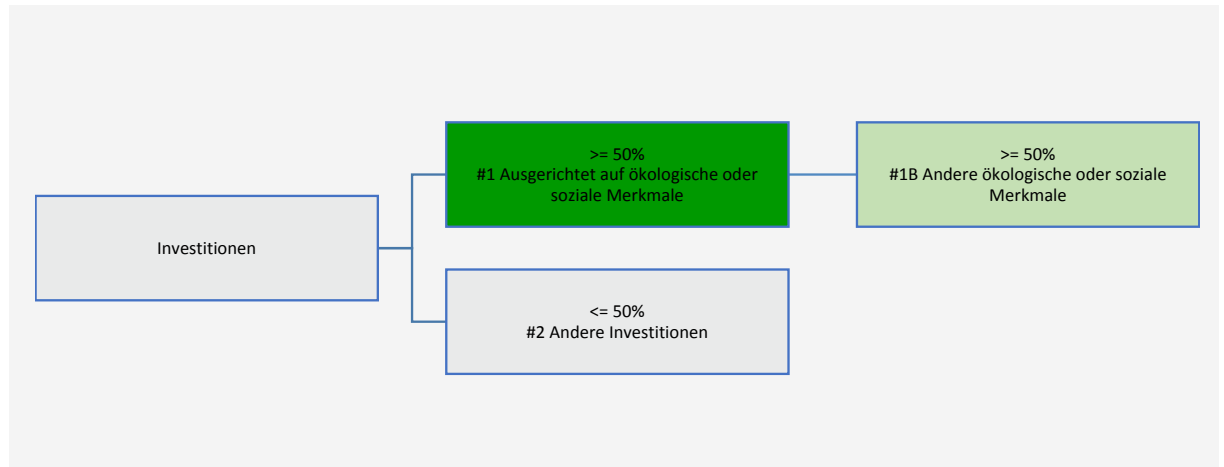 Investitionen
>= 50%
#1 Ausgerichtet auf ökologische oder
soziale Merkmale
>= 50%
#1B Andere ökologische oder soziale
Merkmale
<= 50%
#2 Andere Investitionen